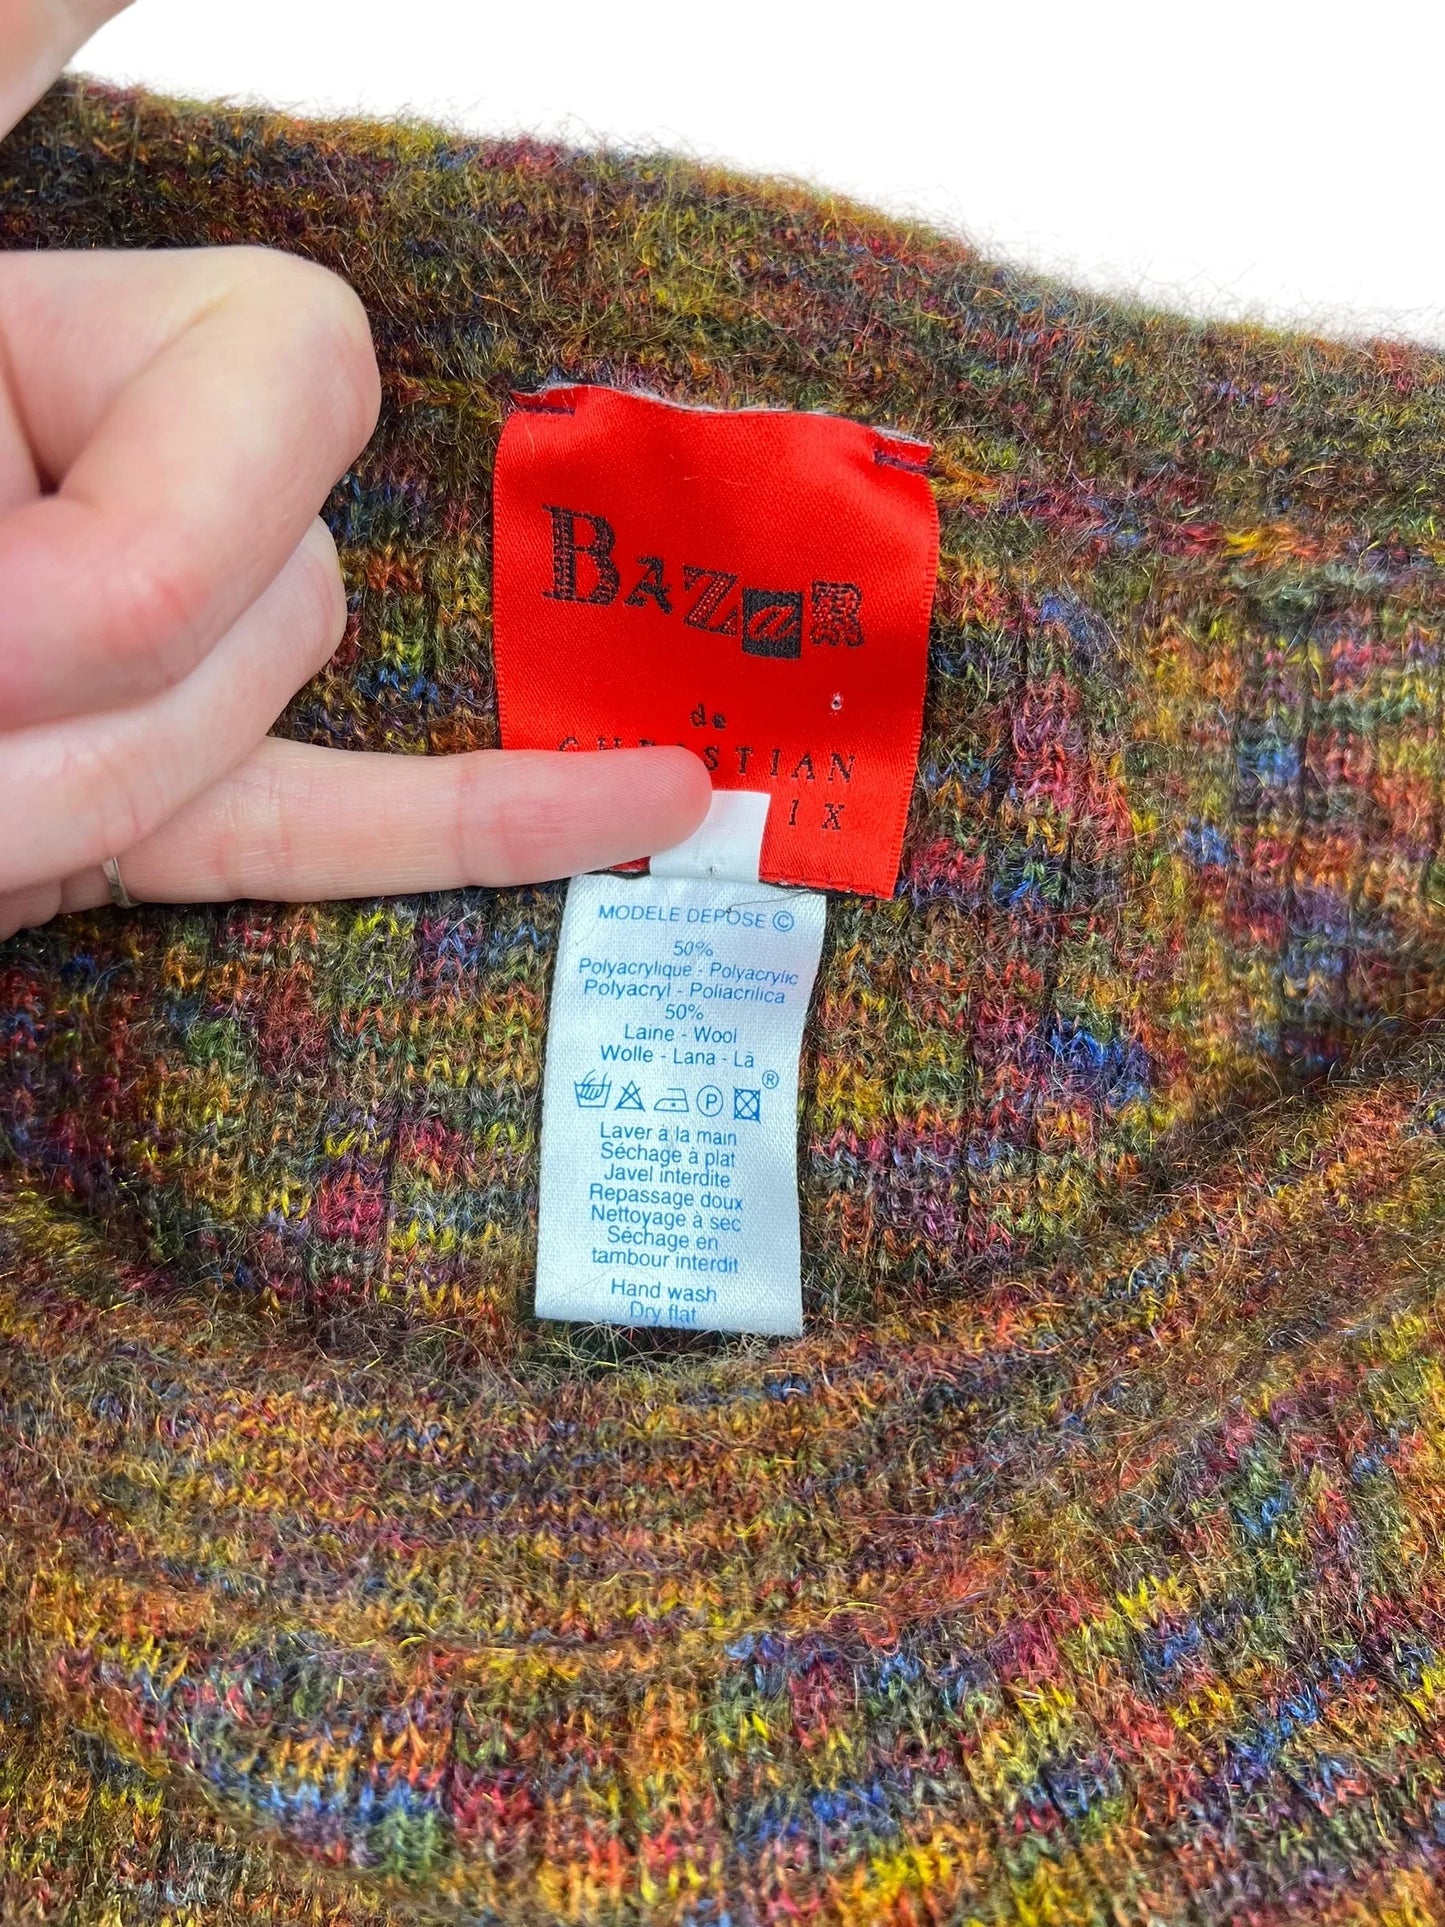 BAZaR
de
CHRISTIAN
IX
MODELE DEPOSE ©
50%
Polyacrylique - Polyacrylic
Polyacryl - Poliacrilica
50%
Laine - Wool
Wolle - Lana - Lã
P ®
Laver à la main
Séchage à plat
Javel interdite
Repassage doux
Nettoyage à sec
Séchage en
tambour interdit
Hand wash
Dry flat